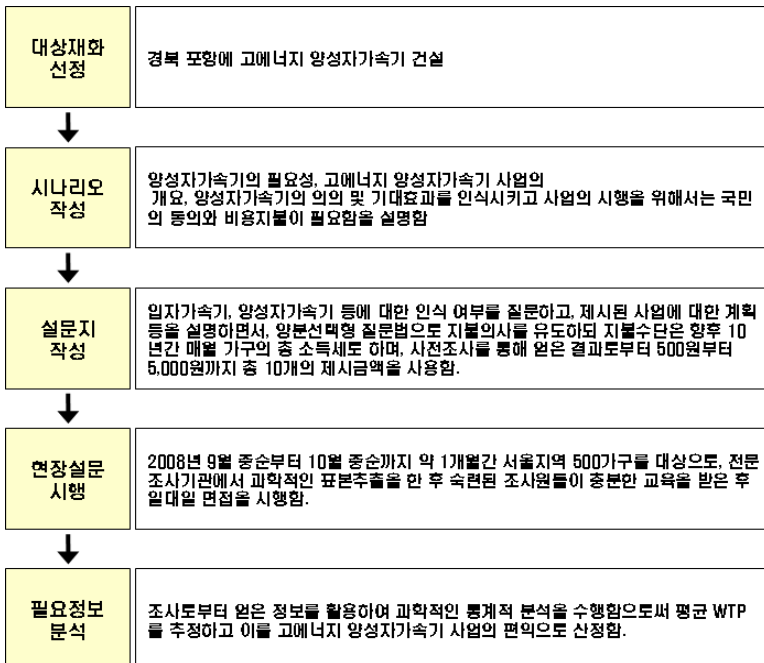 대상재화
선정
경북 포항에 고에너지 양성자가속기 건설
시나리오
작성
양성자가속기의 필요성, 고에너지 양성자가속기 사업의
개요, 양성자가속기의 의의 및 기대효과를 인식시키고 사업의 시행을 위해서는 국민
의 동의와 비용지불이 필요함을 설명함
설문지
작성
입자가속기, 양성자가속기 등에 대한 인식 여부를 질문하고, 제시된 사업에 대한 계획
등을 설명하면서, 양분선택형 질문법으로 지불의사를 유도하되 지불수단은 향후 10
년간 매월 가구의 총 소득세로 하며, 사전조사를 통해 얻은 결과로부터 500원부터
5,000원까지 총 10개의 제시금액을 사용함.
현장설문
시행
2008년 9월 중순부터 10월 중순까지 약 1개월간 서울지역 500가구를 대상으로, 전문
조사기관에서 과학적인 표본추출을 한 후 숙련된 조사원들이 충분한 교육을 받은 후
일대일 면접을 시행함.
필요정보
분석
조사로부터 얻은 정보를 활용하여 과학적인 통계적 분석을 수행함으로써 평균 WTP
를 추정하고 이를 고에너지 양성자가속기 사업의 편익으로 산정함.